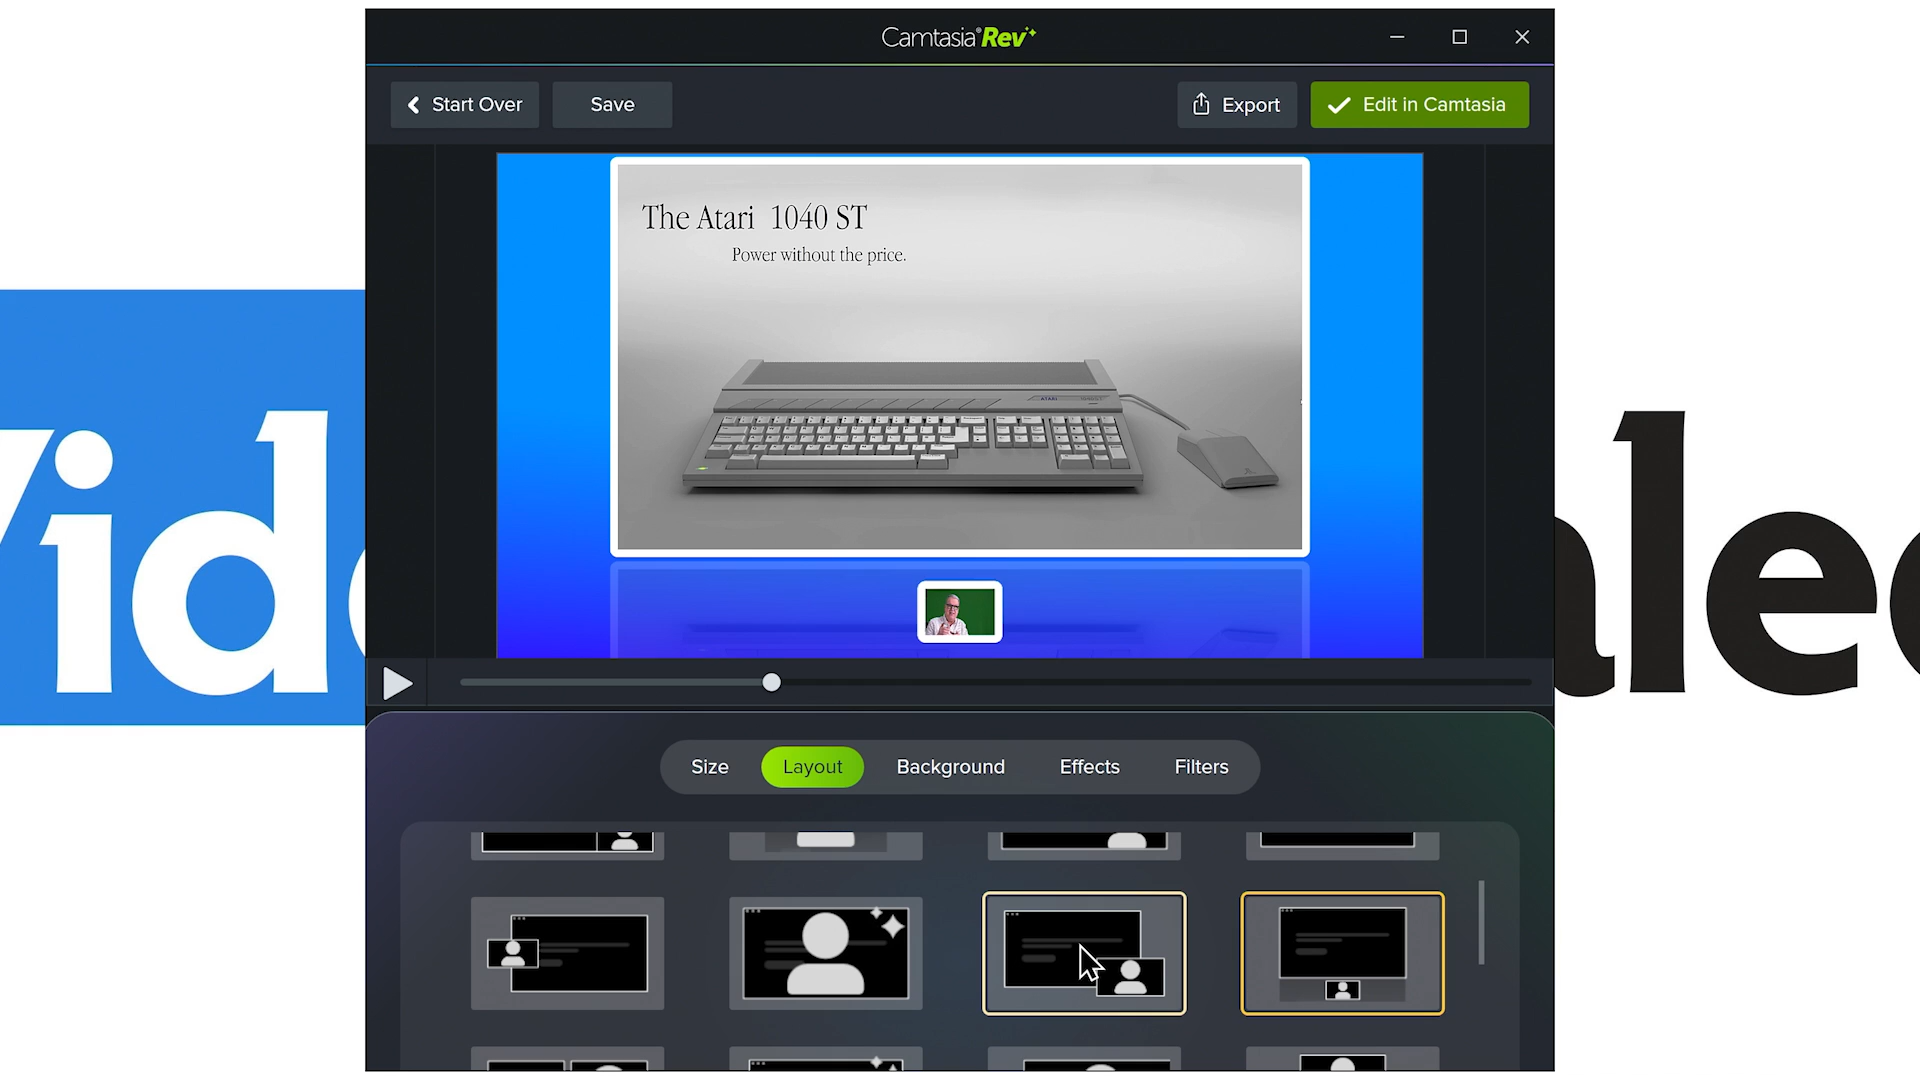 Camtasia Rev
Start Over
Save
Export
Edit in Camtasia
The Atari 1040 ST
Power without the price.
ATARI
Size
Layout
Background
Effects
Filters